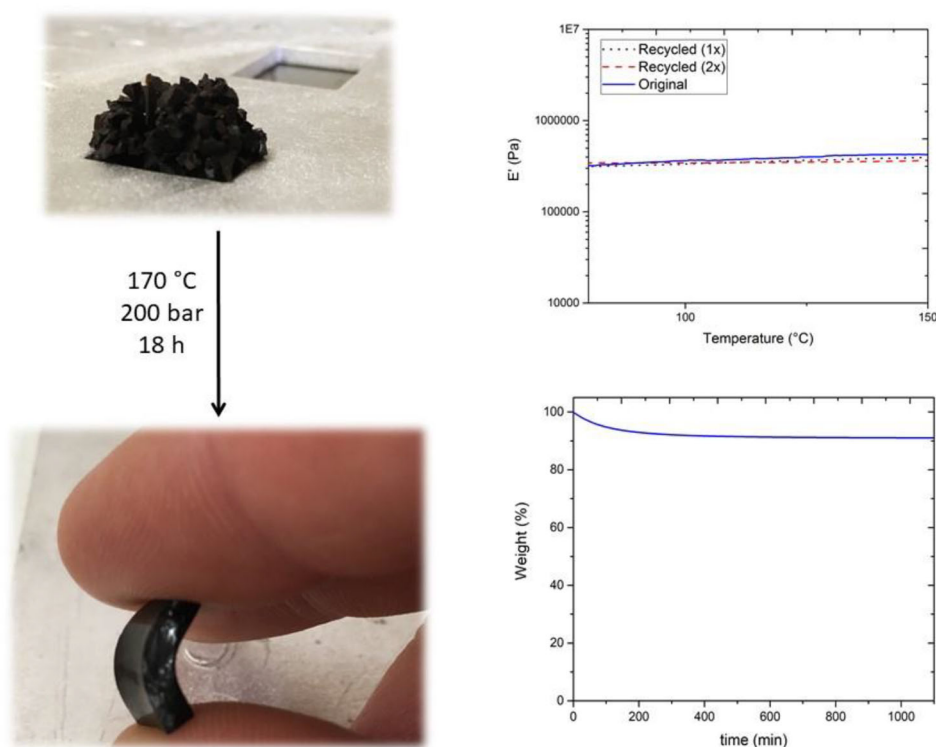 170 °C
200 bar
18 h
1E7
1000000
100000
10000
E' (Pa)
Recycled (1x)
Recycled (2x)
Original
100
150
Temperature (°C)
100
80
60
40
20
0
Weight (%)
0
200
400
600
800
1000
time (min)